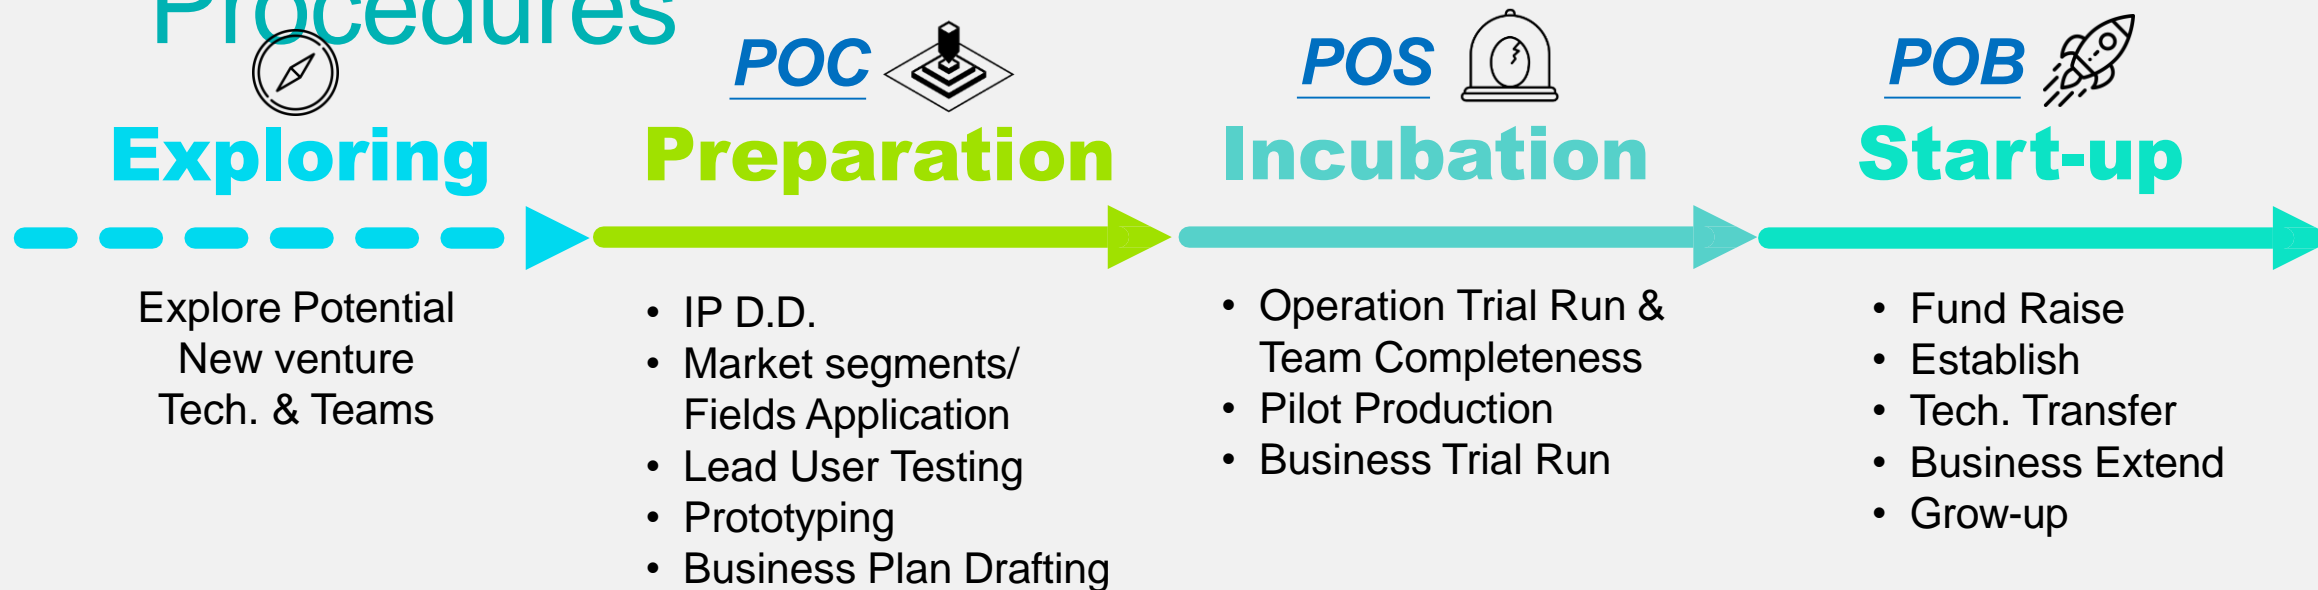 Procedures
POC
POS
POB
Exploring
Preparation
Incubation
Start-up
Explore Potential
New venture
Tech. & Teams
• IP D.D.
• Market segments/
Fields Application
• Lead User Testing
• Prototyping
• Business Plan Drafting
• Operation Trial Run &
Team Completeness
• Pilot Production
• Business Trial Run
• Fund Raise
• Establish
• Tech. Transfer
• Business Extend
• Grow-up